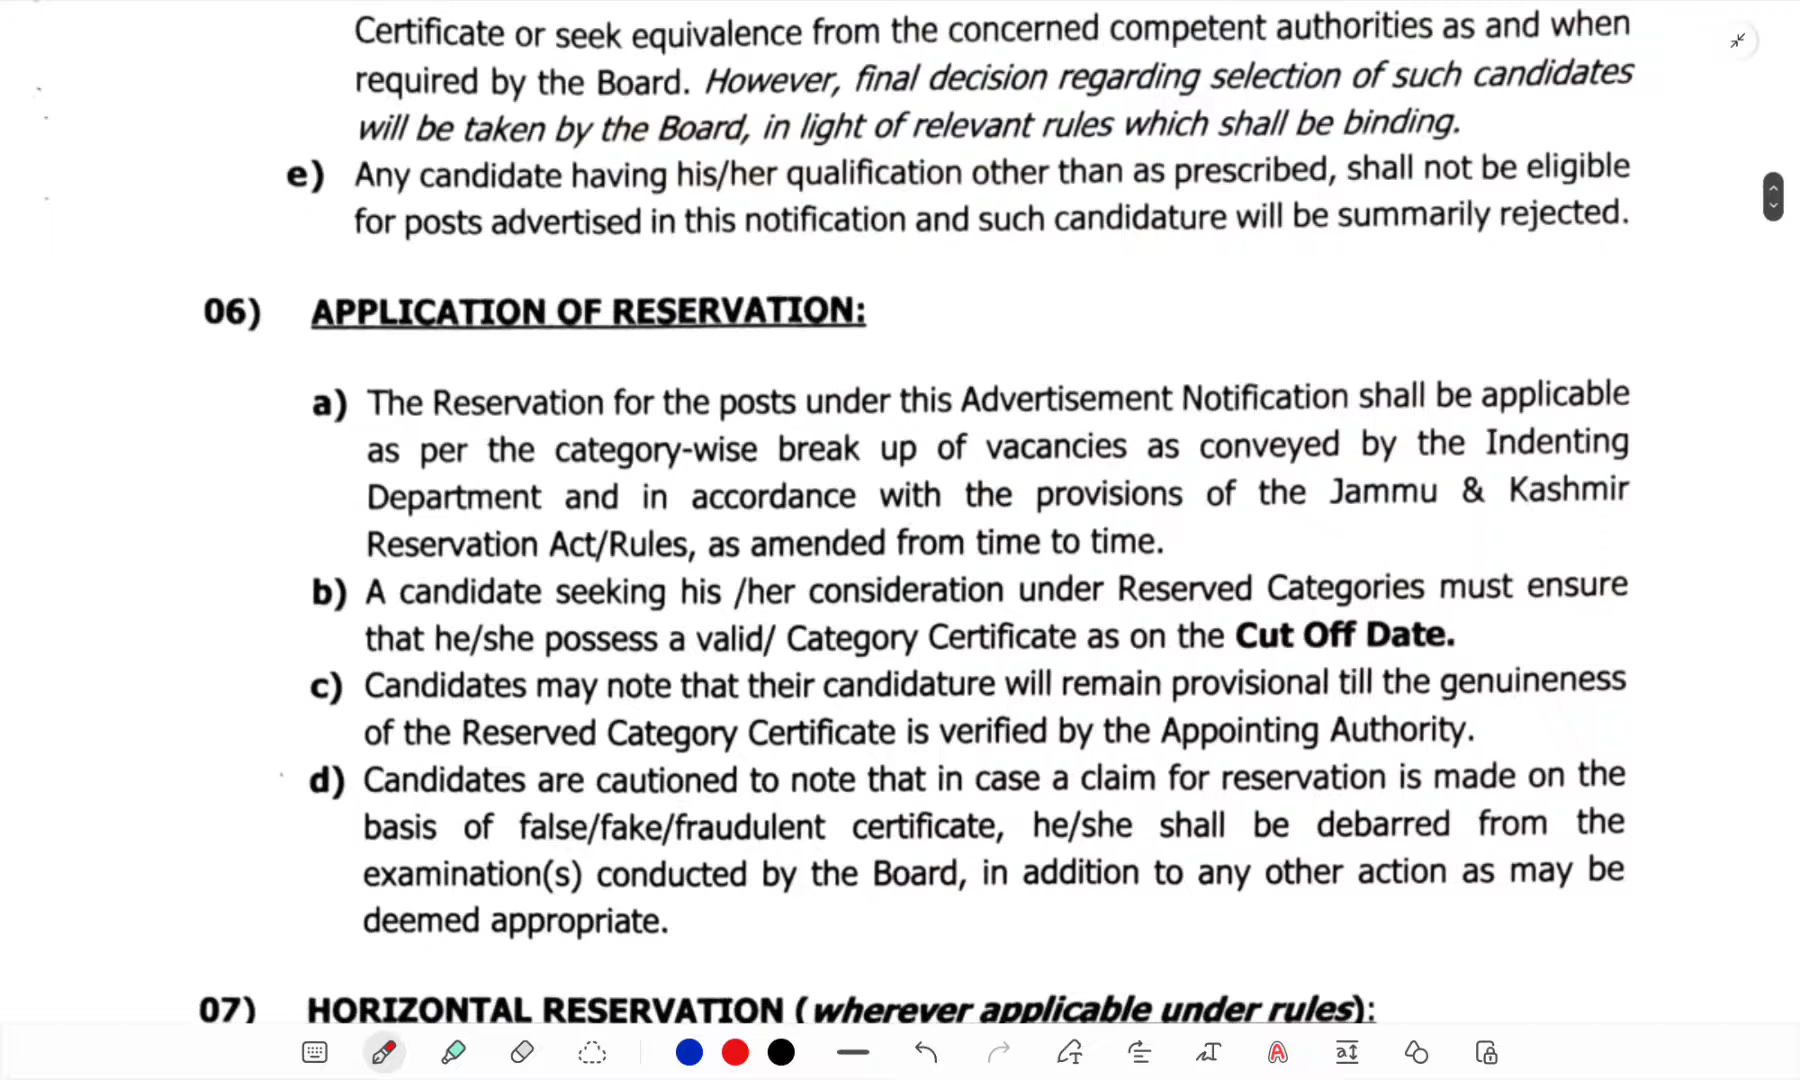 Certificate or seek equivalence from the concerned competent authorities as and when
required by the Board. However, final decision regarding selection of such candidates
will be taken by the Board, in light of relevant rules which shall be binding.
e) Any candidate having his/her qualification other than as prescribed, shall not be eligible
for posts advertised in this notification and such candidature will be summarily rejected.
06) APPLICATION OF RESERVATION:
a) The Reservation for the posts under this Advertisement Notification shall be applicable
as per the category-wise break up of vacancies as conveyed by the Indenting
Department and in accordance with the provisions of the Jammu & Kashmir
Reservation Act/Rules, as amended from time to time.
b) A candidate seeking his /her consideration under Reserved Categories must ensure
that he/she possess a valid/ Category Certificate as on the Cut Off Date.
c) Candidates may note that their candidature will remain provisional till the genuineness
of the Reserved Category Certificate is verified by the Appointing Authority.
d) Candidates are cautioned to note that in case a claim for reservation is made on the
basis of false/fake/fraudulent certificate, he/she shall be debarred from the
examination(s) conducted by the Board, in addition to any other action as may be
deemed appropriate.
07) HORIZONTAL RESERVATION (wherever applicable under rules):